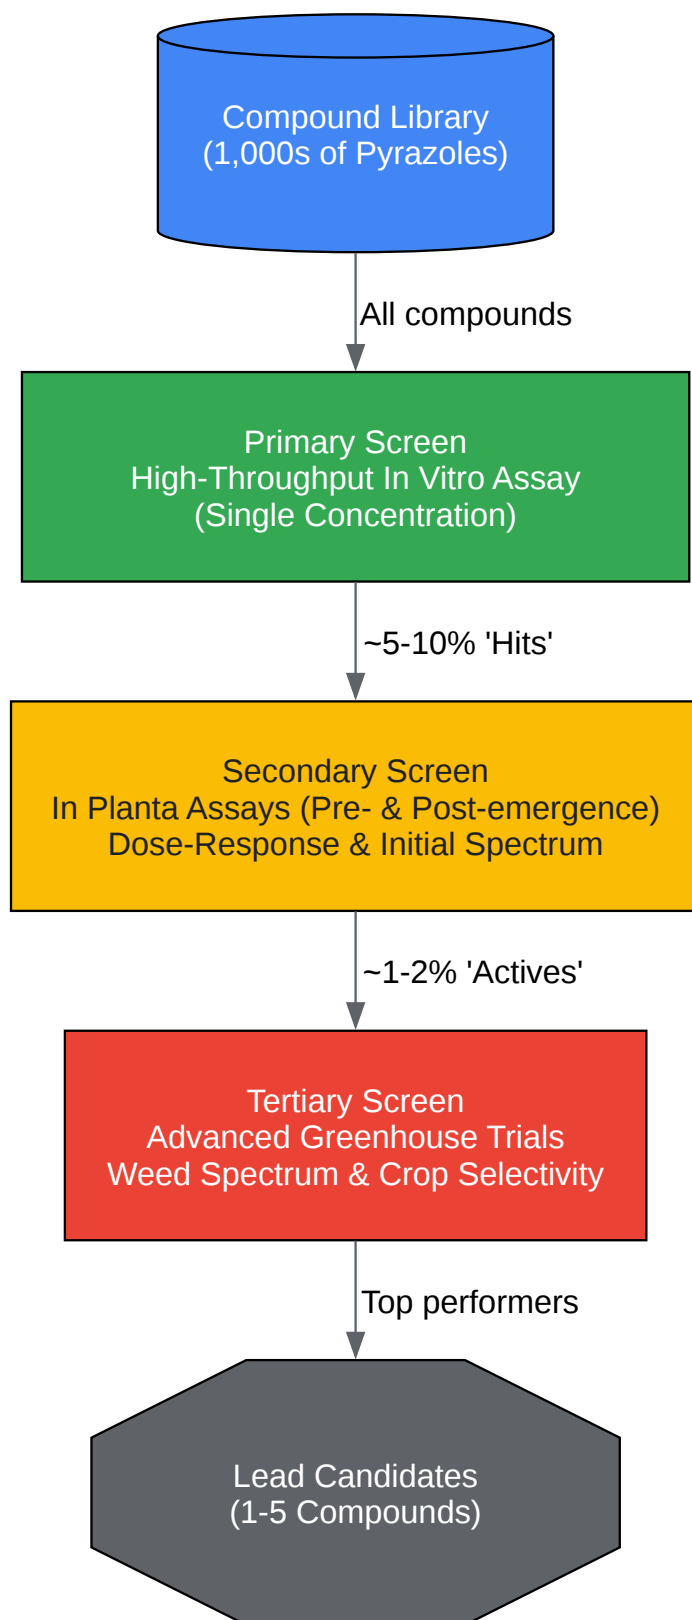 Compound Library
(1,000s of Pyrazoles)
All compounds
Primary Screen
High-Throughput In Vitro Assay
(Single Concentration)
~5-10% 'Hits'
Secondary Screen
In Planta Assays (Pre- & Post-emergence)
Dose-Response & Initial Spectrum
~1-2% 'Actives'
Tertiary Screen
Advanced Greenhouse Trials
Weed Spectrum & Crop Selectivity
Top performers
Lead Candidates
(1-5 Compounds)